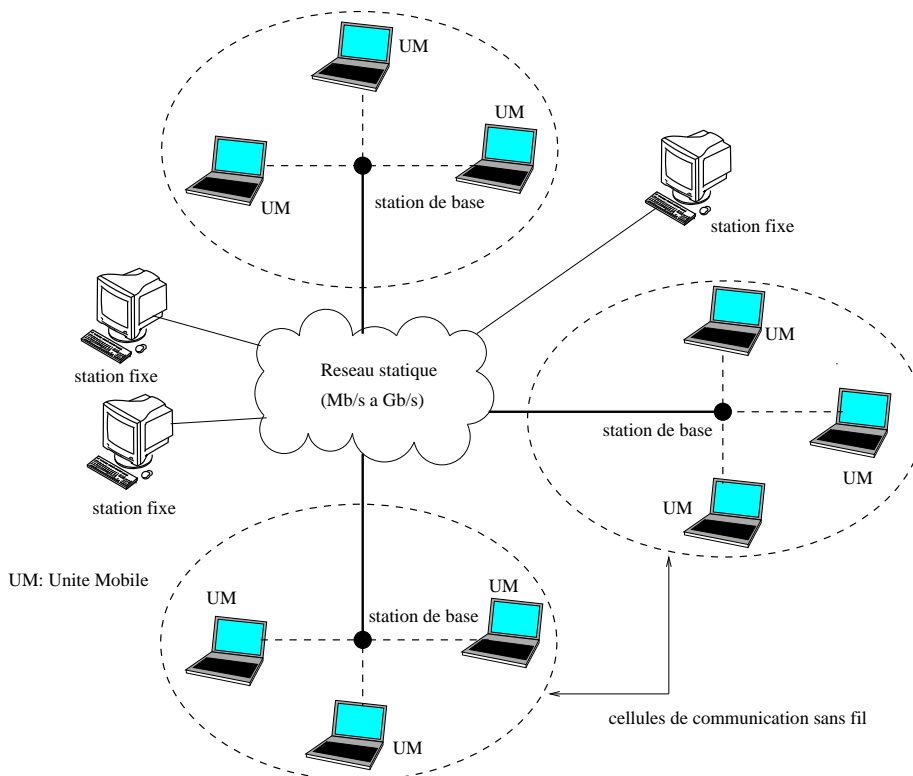 UM
UM
UM
station de base
station fixe
UM
station fixe
Reseau statique
(Mb/s a Gb/s)
station de base
UM
UM
station fixe
UM: Unite Mobile
UM
UM
station de base
UM
cellules de communication sans fil